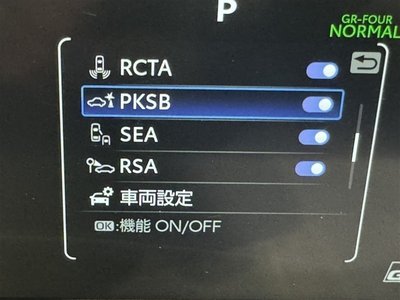 P
GR-FOUR
NORMAL
RCTA
PKSB
SEA
RSA
車両設定
OK:機能 ON/OFF